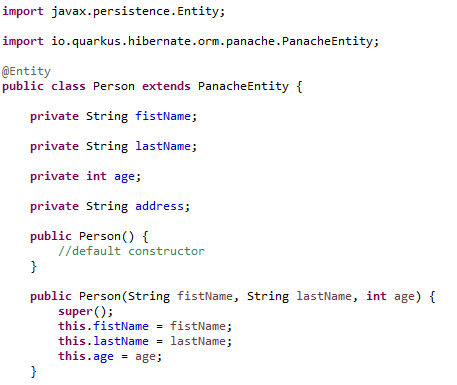 import javax.persistence.Entity;
import io.quarkus.hibernate.orm.panache.PanacheEntity;
@Entity
public class Person extends PanacheEntity {
private String fistName;
private String lastName;
private int age;
private String address;
public Person() {
//default constructor
}
public Person(String fistName, String lastName, int age) {
super();
this.fistName = fistName;
this.lastName = lastName;
this.age = age;
}